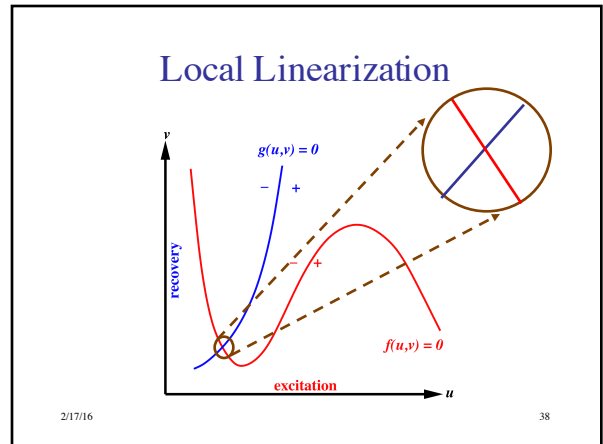 Local Linearization
v
g(u,v) = 0
− +
recovery
− +
f(u,v) = 0
excitation
u
2/17/16
38